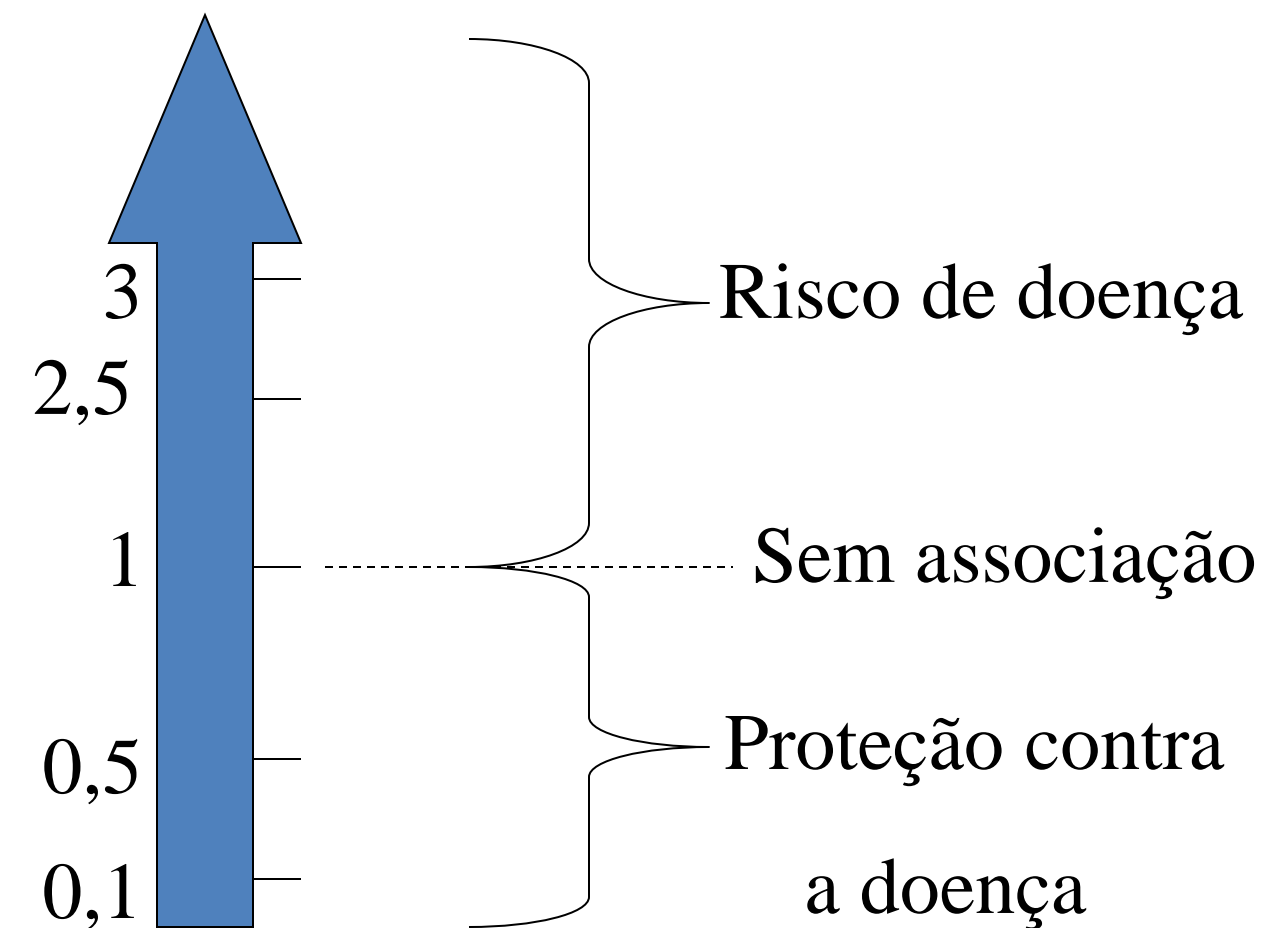 3
Risco de doença
2,5
1
Sem associação
0,5
Proteção contra
0,1
a doença